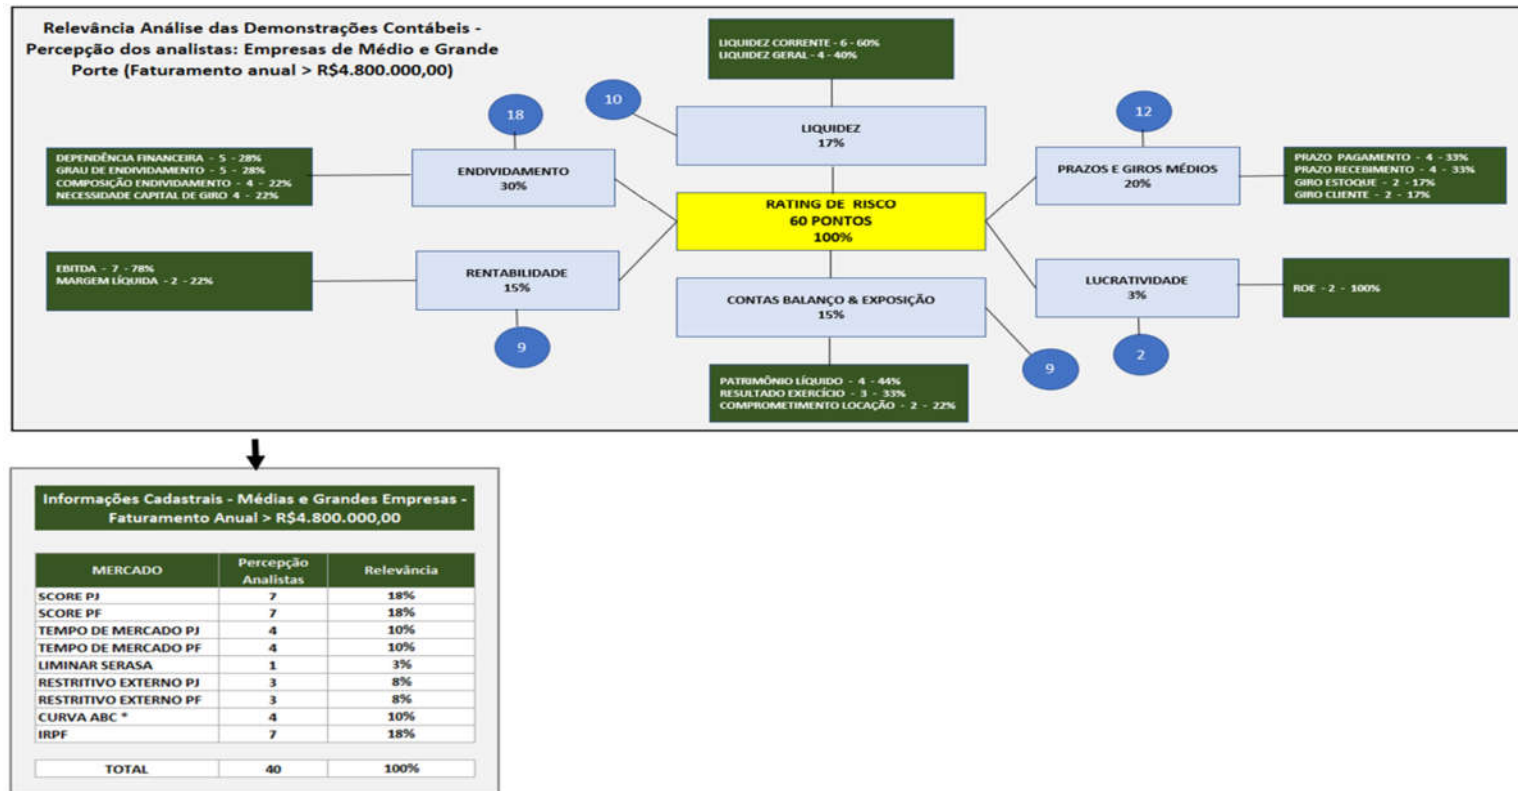 Relevância Análise das Demonstrações Contábeis -
Percepção dos analistas: Empresas de Médio e Grande
Porte (Faturamento anual > R$4.800.000,00)
LIQUIDEZ CORRENTE - 6 - 60%
LIQUIDEZ GERAL - 4 - 40%
10
LIQUIDEZ
17%
18
ENDIVIDAMENTO
30%
DEPENDÊNCIA FINANCEIRA - 5 - 28%
GRAU DE ENDIVIDAMENTO - 5 - 28%
COMPOSIÇÃO ENDIVIDAMENTO - 4 - 22%
NECESSIDADE CAPITAL DE GIRO 4 - 22%
12
PRAZOS E GIROS MÉDIOS
20%
PRAZO PAGAMENTO - 4 - 33%
PRAZO RECEBIMENTO - 4 - 33%
GIRO ESTOQUE - 2 - 17%
GIRO CLIENTE - 2 - 17%
RATING DE RISCO
60 PONTOS
100%
EBITDA - 7 - 78%
MARGEM LÍQUIDA - 2 - 22%
RENTABILIDADE
15%
9
CONTAS BALANÇO & EXPOSIÇÃO
15%
9
LUCRATIVIDADE
3%
2
ROE - 2 - 100%
PATRIMÔNIO LÍQUIDO - 4 - 44%
RESULTADO EXERCÍCIO - 3 - 33%
COMPROMETIMENTO LOCAÇÃO - 2 - 22%
Informações Cadastrais - Médias e Grandes Empresas -
Faturamento Anual > R$4.800.000,00
MERCADO Percepção Analistas Relevância
SCORE PJ 7 18%
SCORE PF 7 18%
TEMPO DE MERCADO PJ 4 10%
TEMPO DE MERCADO PF 4 10%
LIMINAR SERASA 1 3%
RESTRITIVO EXTERNO PJ 3 8%
RESTRITIVO EXTERNO PF 3 8%
CURVA ABC * 4 10%
IRPF 7 18%
TOTAL 40 100%